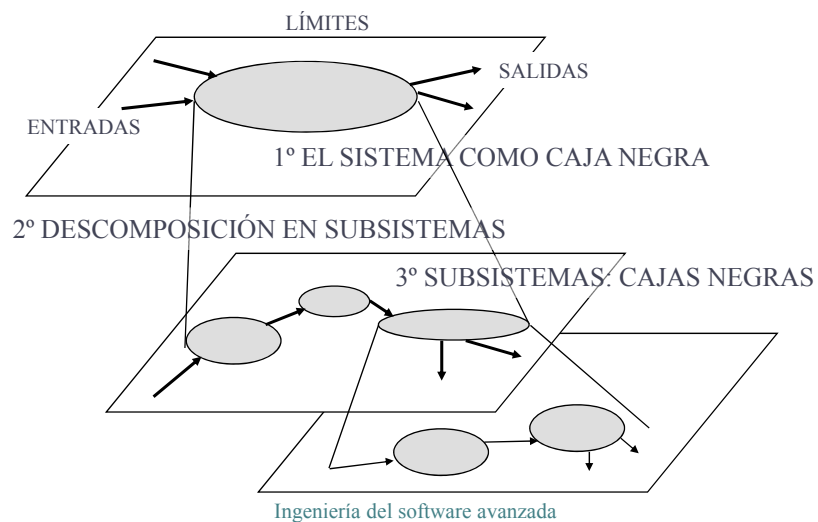 LÍMITES
SALIDAS
ENTRADAS
1º EL SISTEMA COMO CAJA NEGRA
2º DESCOMPOSICIÓN EN SUBSISTEMAS
3º SUBSISTEMAS: CAJAS NEGRAS
Ingeniería del software avanzada